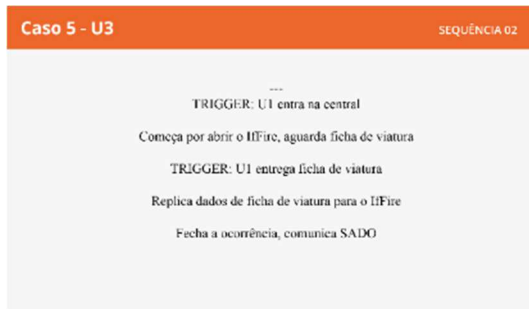 Caso 5 - U3
SEQUÊNCIA 02
---
TRIGGER: U1 entra na central
Começa por abrir o IfFire, aguarda ficha de viatura
TRIGGER: U1 entrega ficha de viatura
Replica dados de ficha de viatura para o IfFire
Fecha a ocorrência, comunica SADO